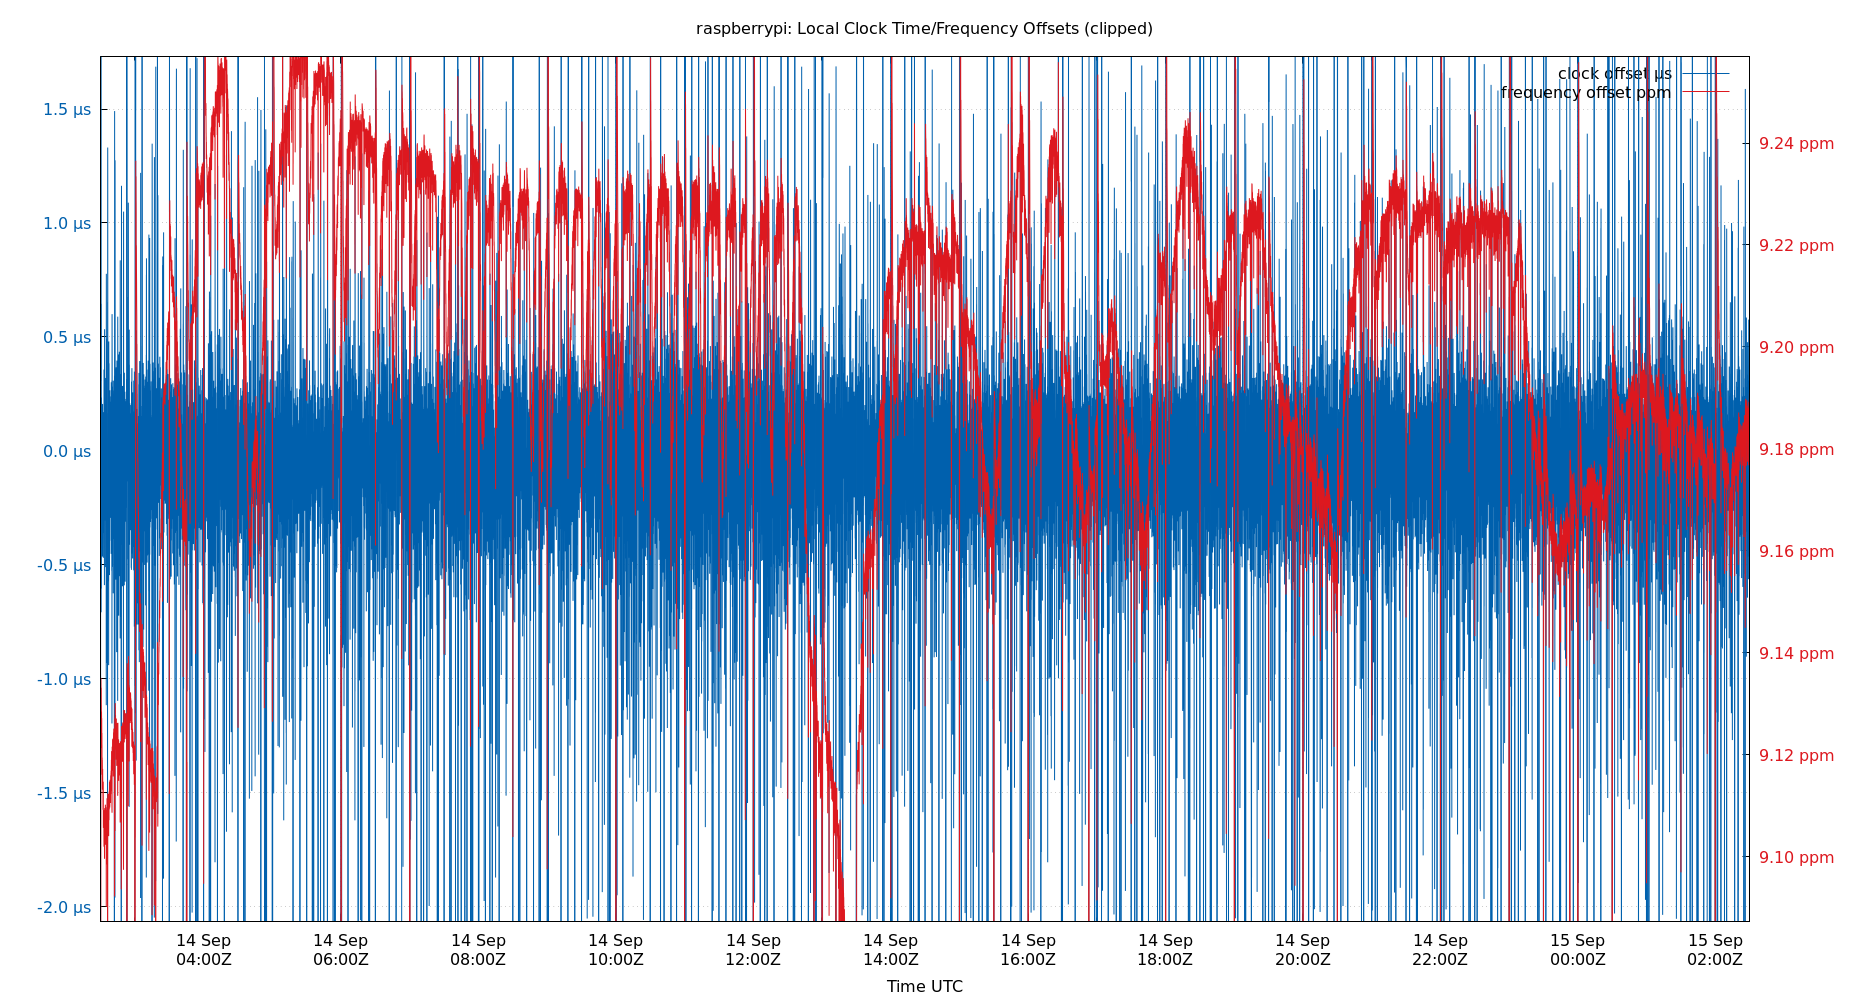 raspberrypi: Local Clock Time/Frequency Offsets (clipped)
clock offset µs
frequency offset ppm
1.5 µs
1.0 µs
0.5 µs
0.0 µs
-0.5 µs
-1.0 µs
-1.5 µs
-2.0 µs
9.24 ppm
9.22 ppm
9.20 ppm
9.18 ppm
9.16 ppm
9.14 ppm
9.12 ppm
9.10 ppm
14 Sep 14 Sep 14 Sep 14 Sep 14 Sep 14 Sep 14 Sep 14 Sep 14 Sep 14 Sep 15 Sep 15 Sep
04:00Z 06:00Z 08:00Z 10:00Z 12:00Z 14:00Z 16:00Z 18:00Z 20:00Z 22:00Z 00:00Z 02:00Z
Time UTC